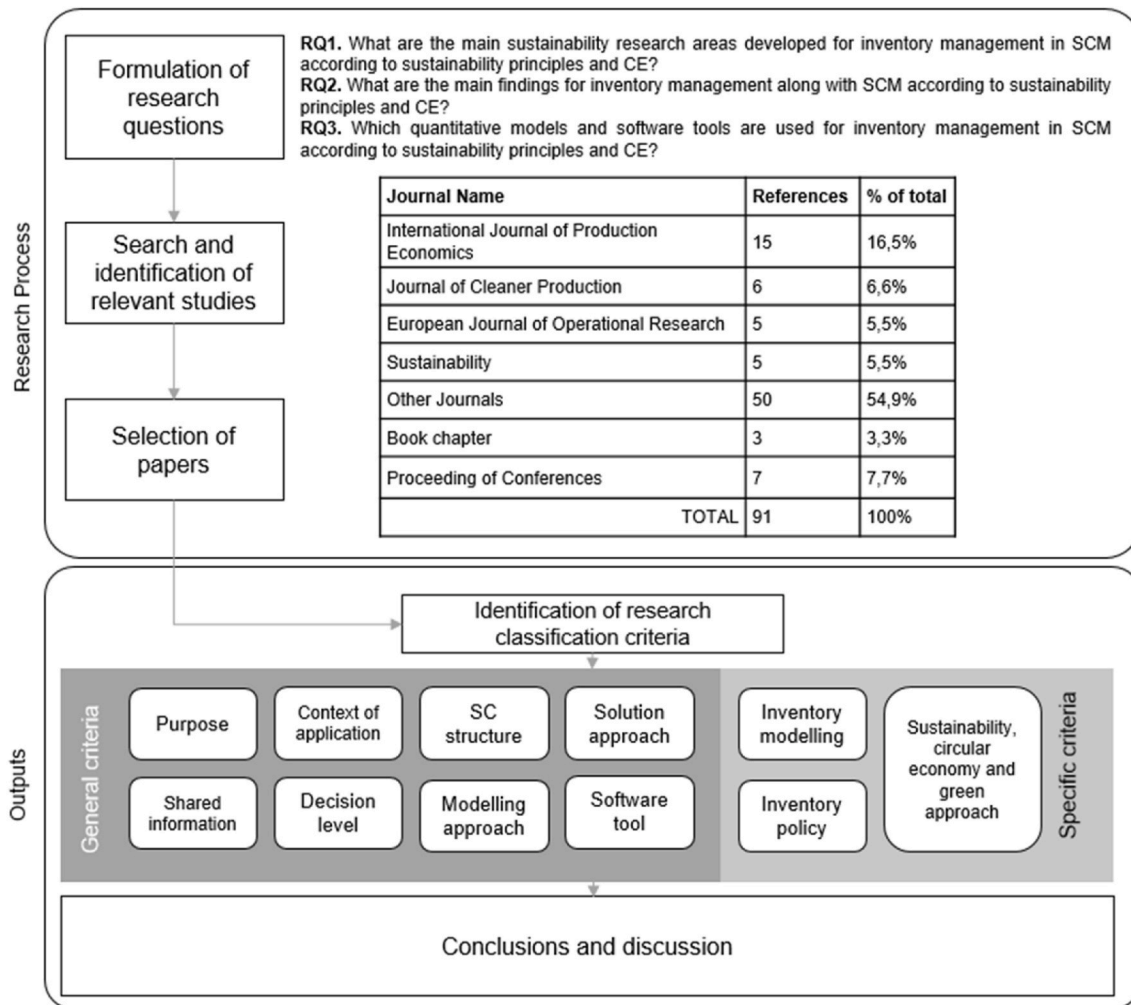 Research Process
Formulation of
research
questions
RQ1. What are the main sustainability research areas developed for inventory management in SCM
according to sustainability principles and CE?
RQ2. What are the main findings for inventory management along with SCM according to sustainability
principles and CE?
RQ3. Which quantitative models and software tools are used for inventory management in SCM
according to sustainability principles and CE?
Search and
identification of
relevant studies
Selection of
papers
Journal Name References % of total
International Journal of Production
Economics 15 16,5%
Journal of Cleaner Production 6 6,6%
European Journal of Operational Research 5 5,5%
Sustainability 5 5,5%
Other Journals 50 54,9%
Book chapter 3 3,3%
Proceeding of Conferences 7 7,7%
TOTAL 91 100%
Outputs
Identification of research
classification criteria
General criteria
Purpose
Context of
application
SC
structure
Solution
approach
Shared
information
Decision
level
Modelling
approach
Software
tool
Inventory
modelling
Inventory
policy
Sustainability,
circular
economy and
green
approach
Specific criteria
Conclusions and discussion